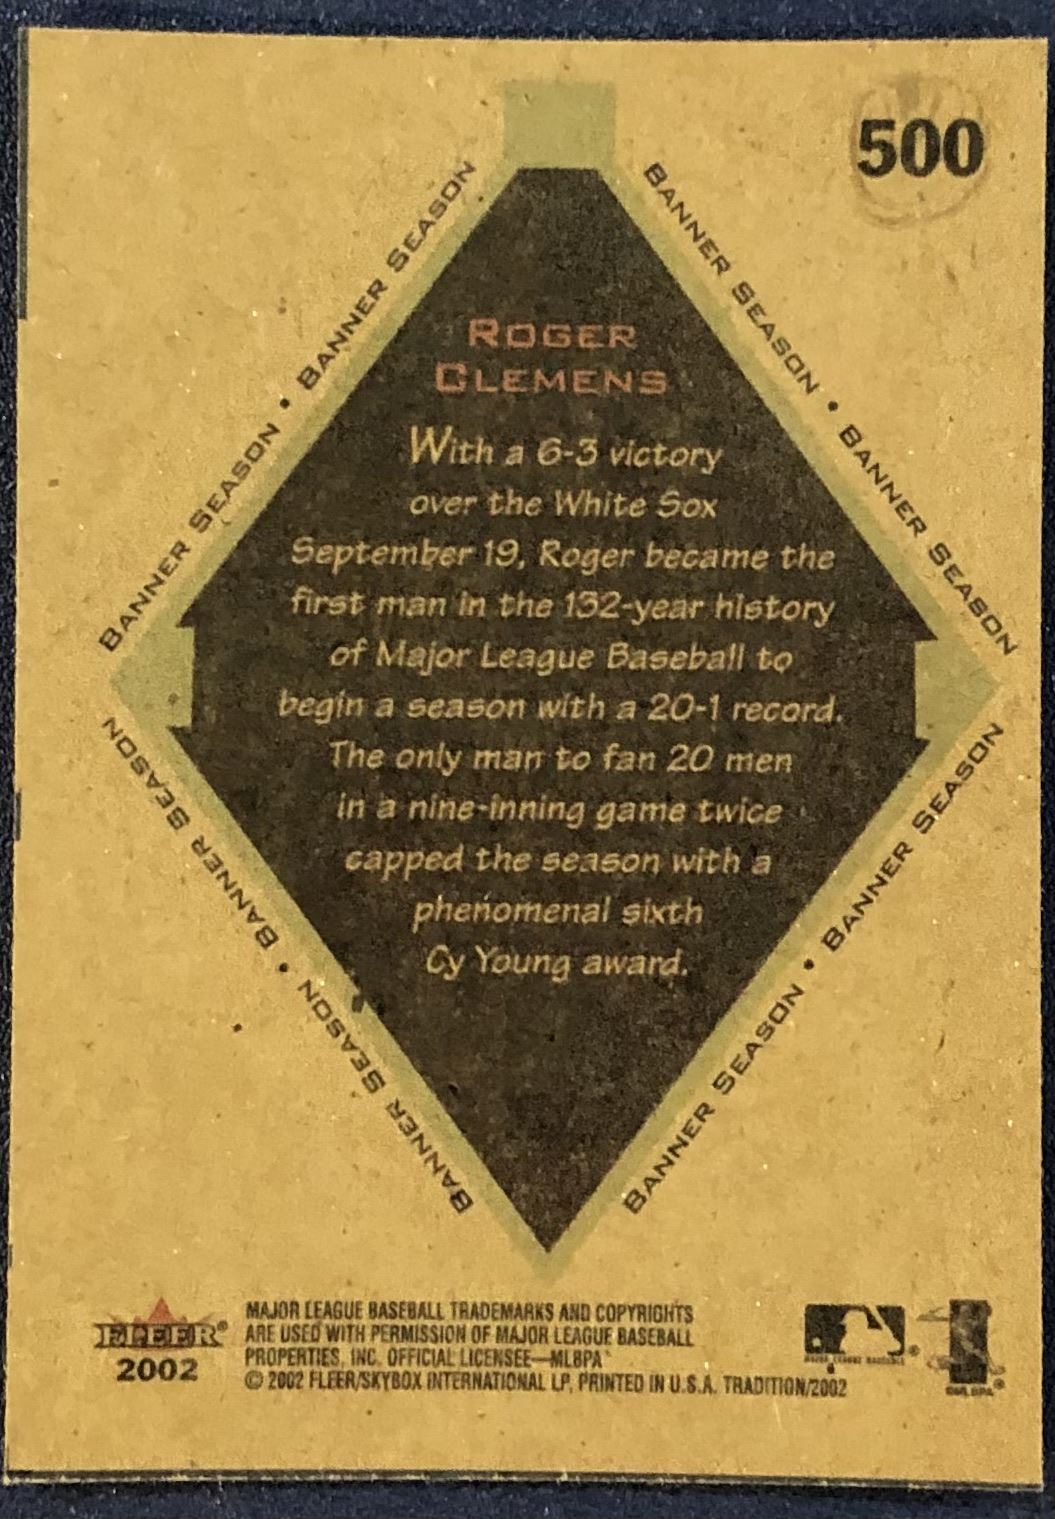 500
BANNER SEASON • BANNER SEASON
BANNER SEASON • BANNER SEASON
ROGER
CLEMENS
With a 6-3 victory
over the White Sox
September 19, Roger became the
first man in the 132-year history
of Major League Baseball to
begin a season with a 20-1 record.
The only man to fan 20 men
in a nine-inning game twice
capped the season with a
phenomenal sixth
Cy Young award.
BANNER SEASON • BANNER SEASON
BANNER SEASON • BANNER SEASON
FLEER®
2002
MAJOR LEAGUE BASEBALL TRADEMARKS AND COPYRIGHTS
ARE USED WITH PERMISSION OF MAJOR LEAGUE BASEBALL
PROPERTIES, INC. OFFICIAL LICENSEE—MLBPA
© 2002 FLEER/SKYBOX INTERNATIONAL LP, PRINTED IN U.S.A. TRADITION/2002
MAJOR LEAGUE BASEBALL
©MLBPA